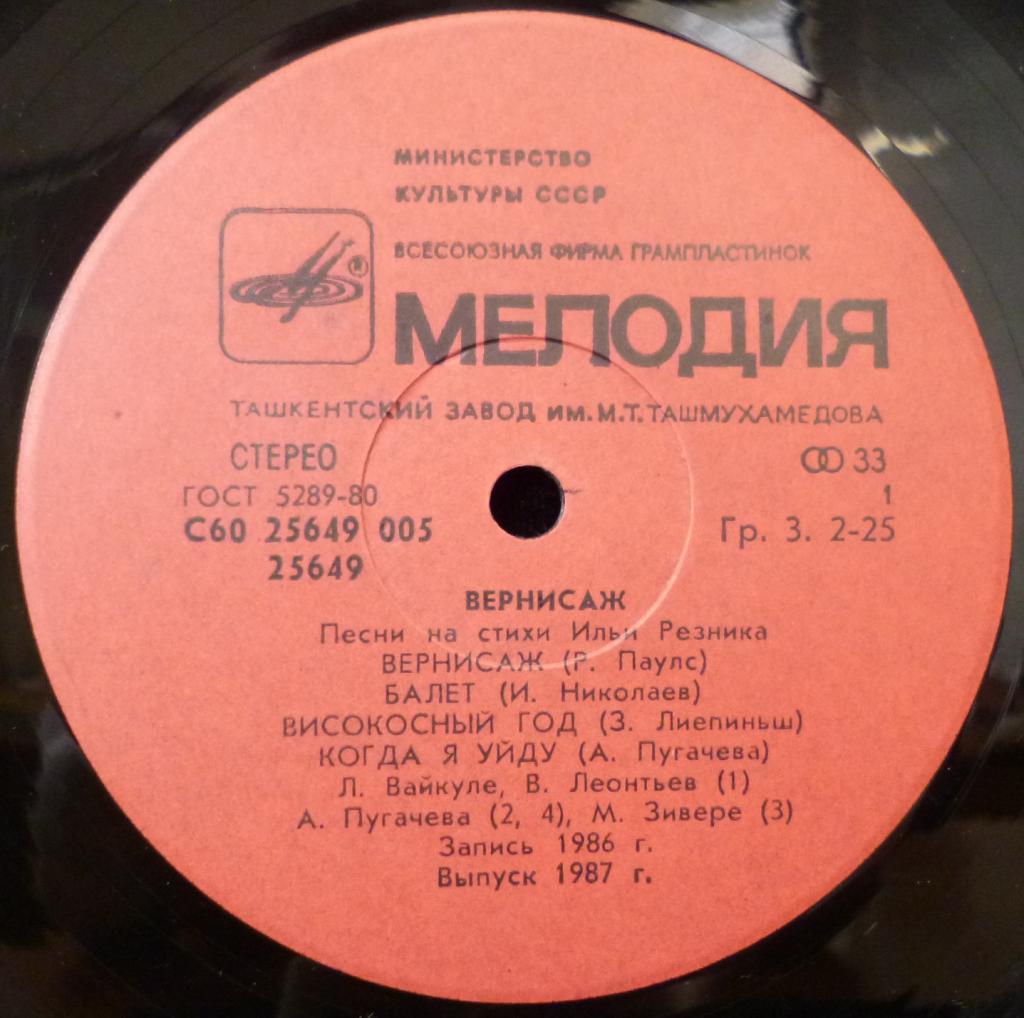 МИНИСТЕРСТВО
КУЛЬТУРЫ СССР
ВСЕСОЮЗНАЯ ФИРМА ГРАМПЛАСТИНОК
®
МЕЛОДИЯ
ТАШКЕНТСКИЙ ЗАВОД ИМ. М.Т. ТАШМУХАМЕДОВА
СТЕРЕО 33
ГОСТ 5289-80 1
С60 25649 005 Гр. 3. 2-25
25649
ВЕРНИСАЖ
Песни на стихи Ильи Резника
ВЕРНИСАЖ (Р. Паулс)
БАЛЕТ (И. Николаев)
ВИСОКОСНЫЙ ГОД (З. Лиепиньш)
КОГДА Я УЙДУ (А. Пугачева)
Л. Вайкуле, В. Леонтьев (1)
А. Пугачева (2, 4), М. Зивере (3)
Запись 1986 г.
Выпуск 1987 г.